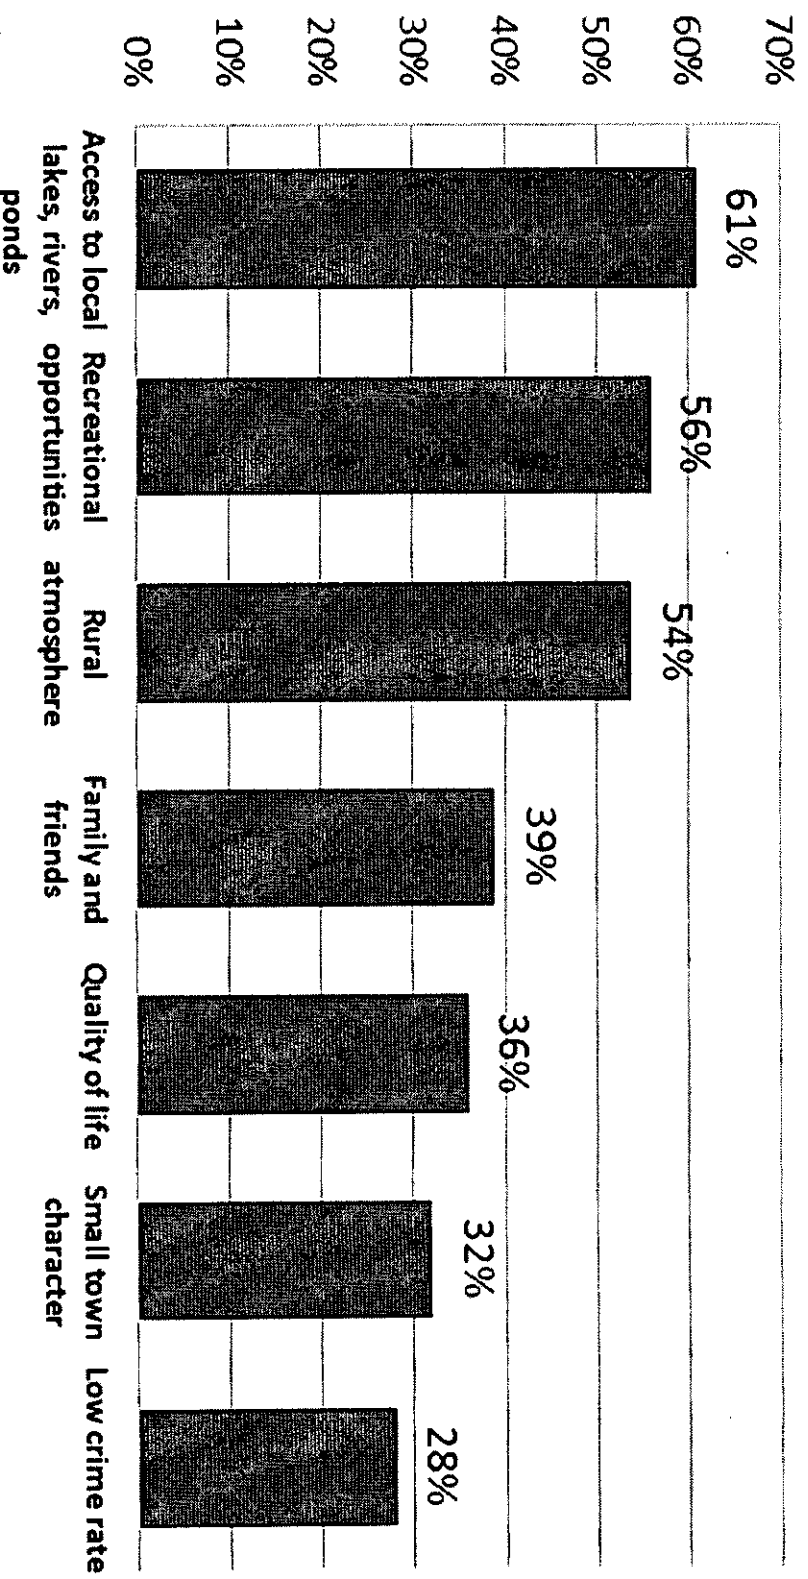 70%
60%
50%
40%
30%
20%
10%
0%
61%
56%
54%
39%
36%
32%
28%
Access to local
lakes, rivers,
ponds
Recreational
opportunities
Rural
atmosphere
Family and
friends
Quality of life
Small town
character
Low crime rate